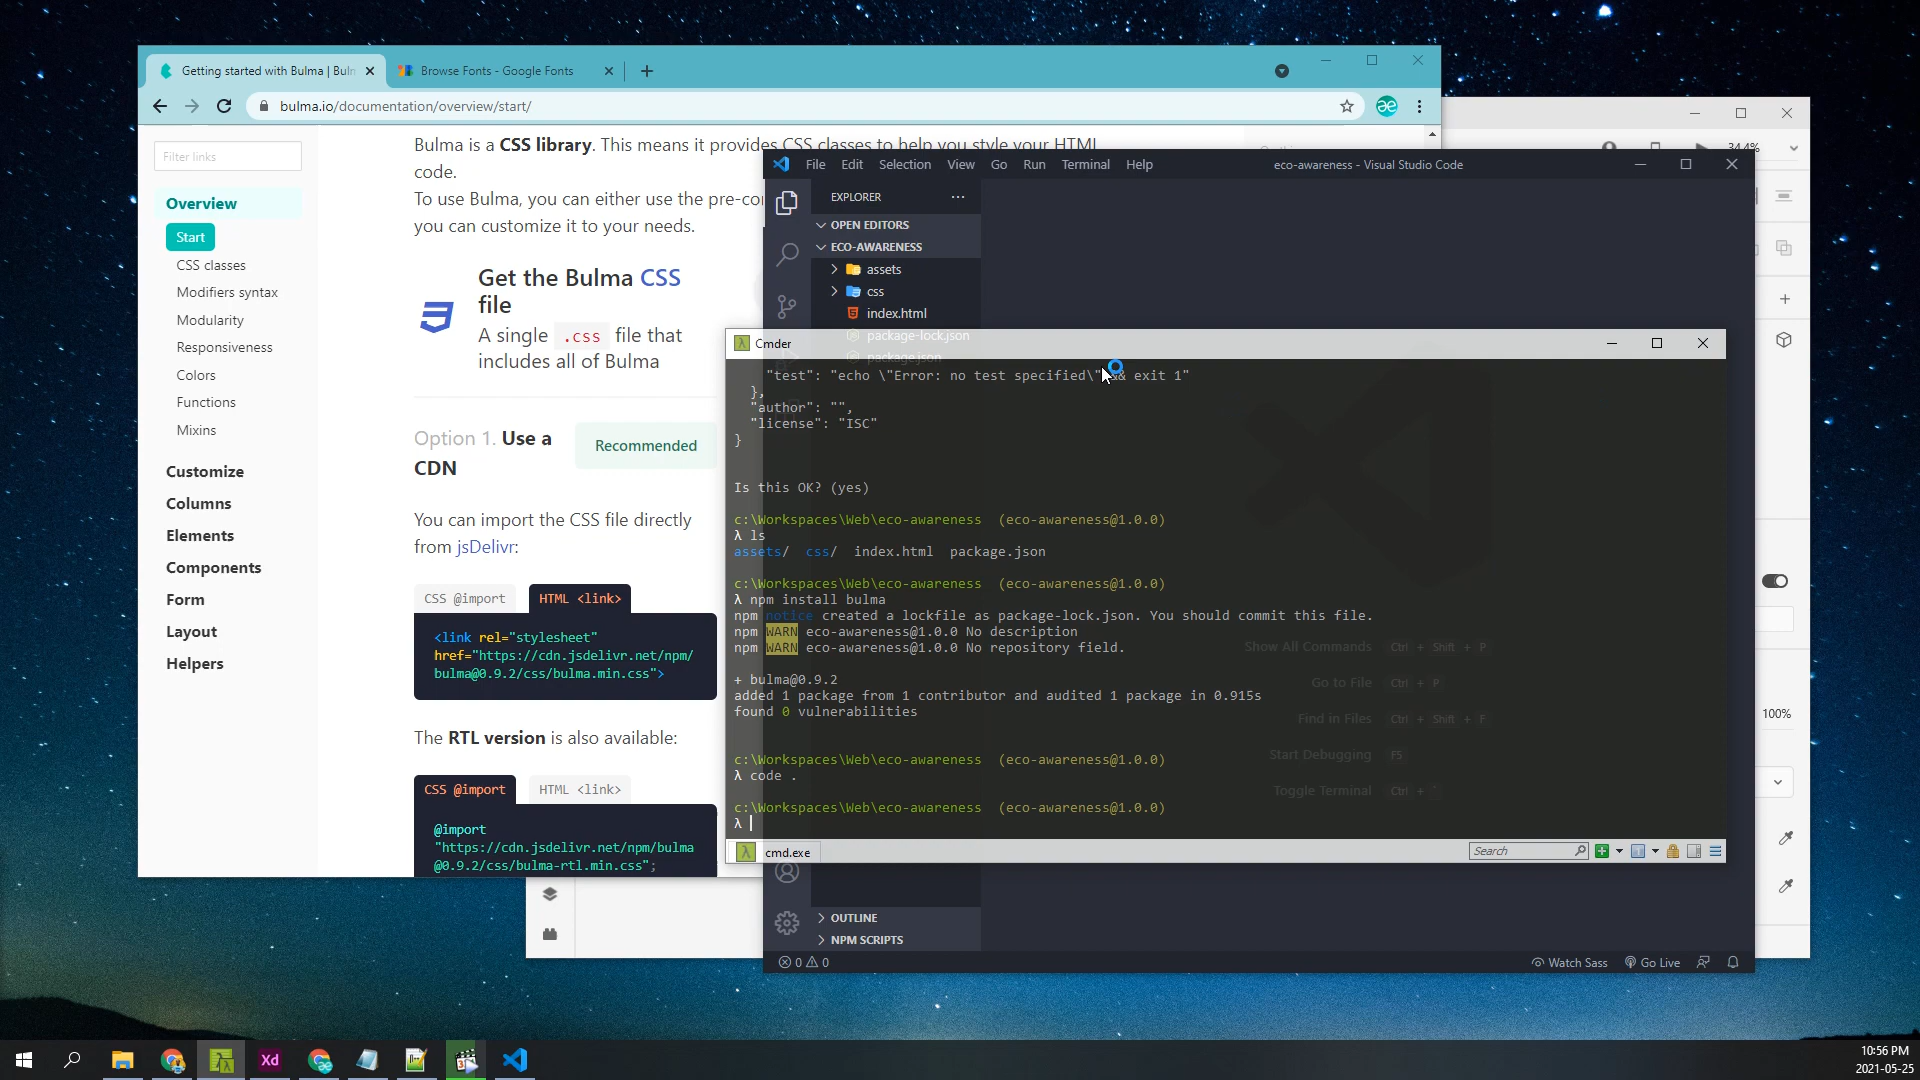 Getting started with Bulma | Buln
Browse Fonts - Google Fonts
bulma.io/documentation/overview/start/
Filter links
Overview
Start
CSS classes
Modifiers syntax
Modularity
Responsiveness
Colors
Functions
Mixins
Customize
Columns
Elements
Components
Form
Layout
Helpers
Bulma is a CSS library. This means it provides CSS classes to help you style your HTML
code.
To use Bulma, you can either use the pre-co
you can customize it to your needs.
Get the Bulma CSS
file
A single .css file that
includes all of Bulma
Option 1. Use a
CDN
Recommended
You can import the CSS file directly
from jsDelivr:
CSS @import HTML <link>
<link rel="stylesheet"
href="https://cdn.jsdelivr.net/npm/
bulma@0.9.2/css/bulma.min.css">
The RTL version is also available:
CSS @import HTML <link>
@import
"https://cdn.jsdelivr.net/npm/bulma
@0.9.2/css/bulma-rtl.min.css";
34.4%
File Edit Selection View Go Run Terminal Help
eco-awareness - Visual Studio Code
EXPLORER
OPEN EDITORS
ECO-AWARENESS
assets
css
index.html
package-lock.json
package.json
Cmder
"test": "echo \"Error: no test specified\" && exit 1"
},
"author": "",
"license": "ISC"
}
Is this OK? (yes)
c:\Workspaces\Web\eco-awareness (eco-awareness@1.0.0)
λ ls
assets/ css/ index.html package.json
c:\Workspaces\Web\eco-awareness (eco-awareness@1.0.0)
λ npm install bulma
npm notice created a lockfile as package-lock.json. You should commit this file.
npm WARN eco-awareness@1.0.0 No description
npm WARN eco-awareness@1.0.0 No repository field.
+ bulma@0.9.2
added 1 package from 1 contributor and audited 1 package in 0.915s
found 0 vulnerabilities
c:\Workspaces\Web\eco-awareness (eco-awareness@1.0.0)
λ code .
c:\Workspaces\Web\eco-awareness (eco-awareness@1.0.0)
λ
Show All Commands Ctrl + Shift + P
Go to File Ctrl + P
Find in Files Ctrl + Shift + F
Start Debugging F5
Toggle Terminal Ctrl + `
cmd.exe
Search
100%
OUTLINE
NPM SCRIPTS
0 0
Watch Sass
Go Live
Xd
10:56 PM
2021-05-25